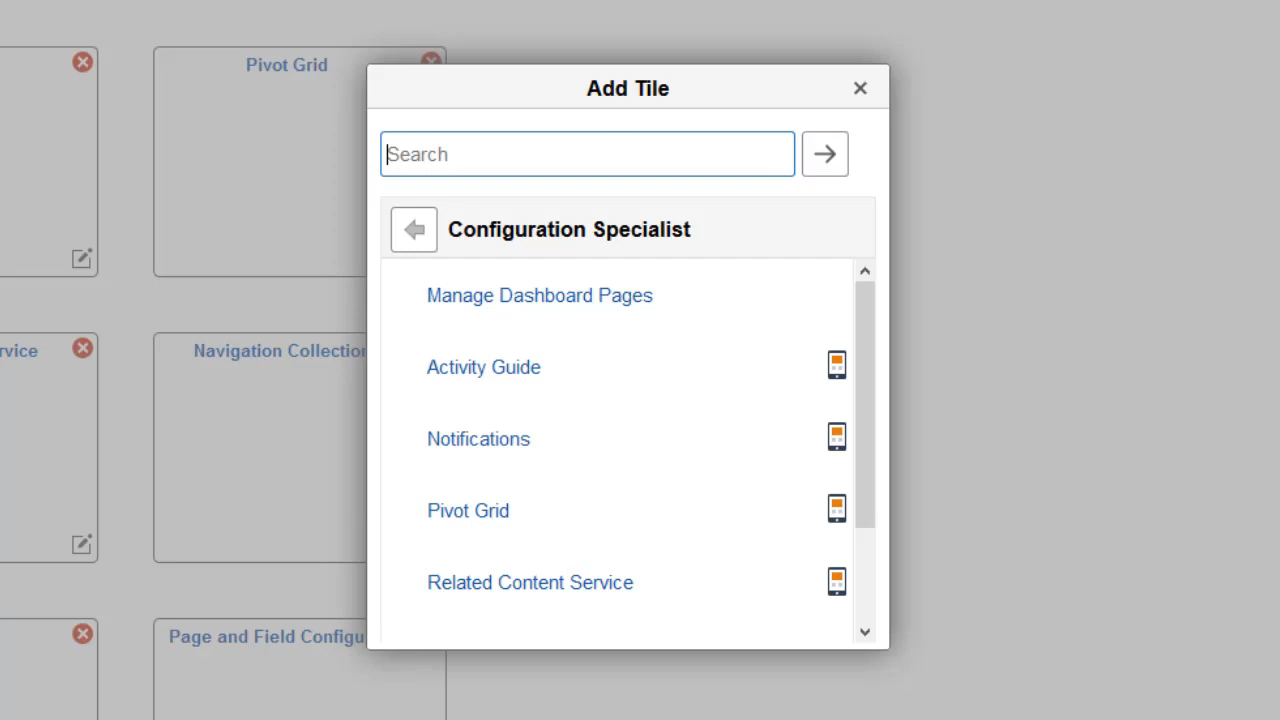 Pivot Grid
Add Tile
Search
Configuration Specialist
Manage Dashboard Pages
Activity Guide
Notifications
Pivot Grid
Related Content Service
rvice
Navigation Collection
Page and Field Configu